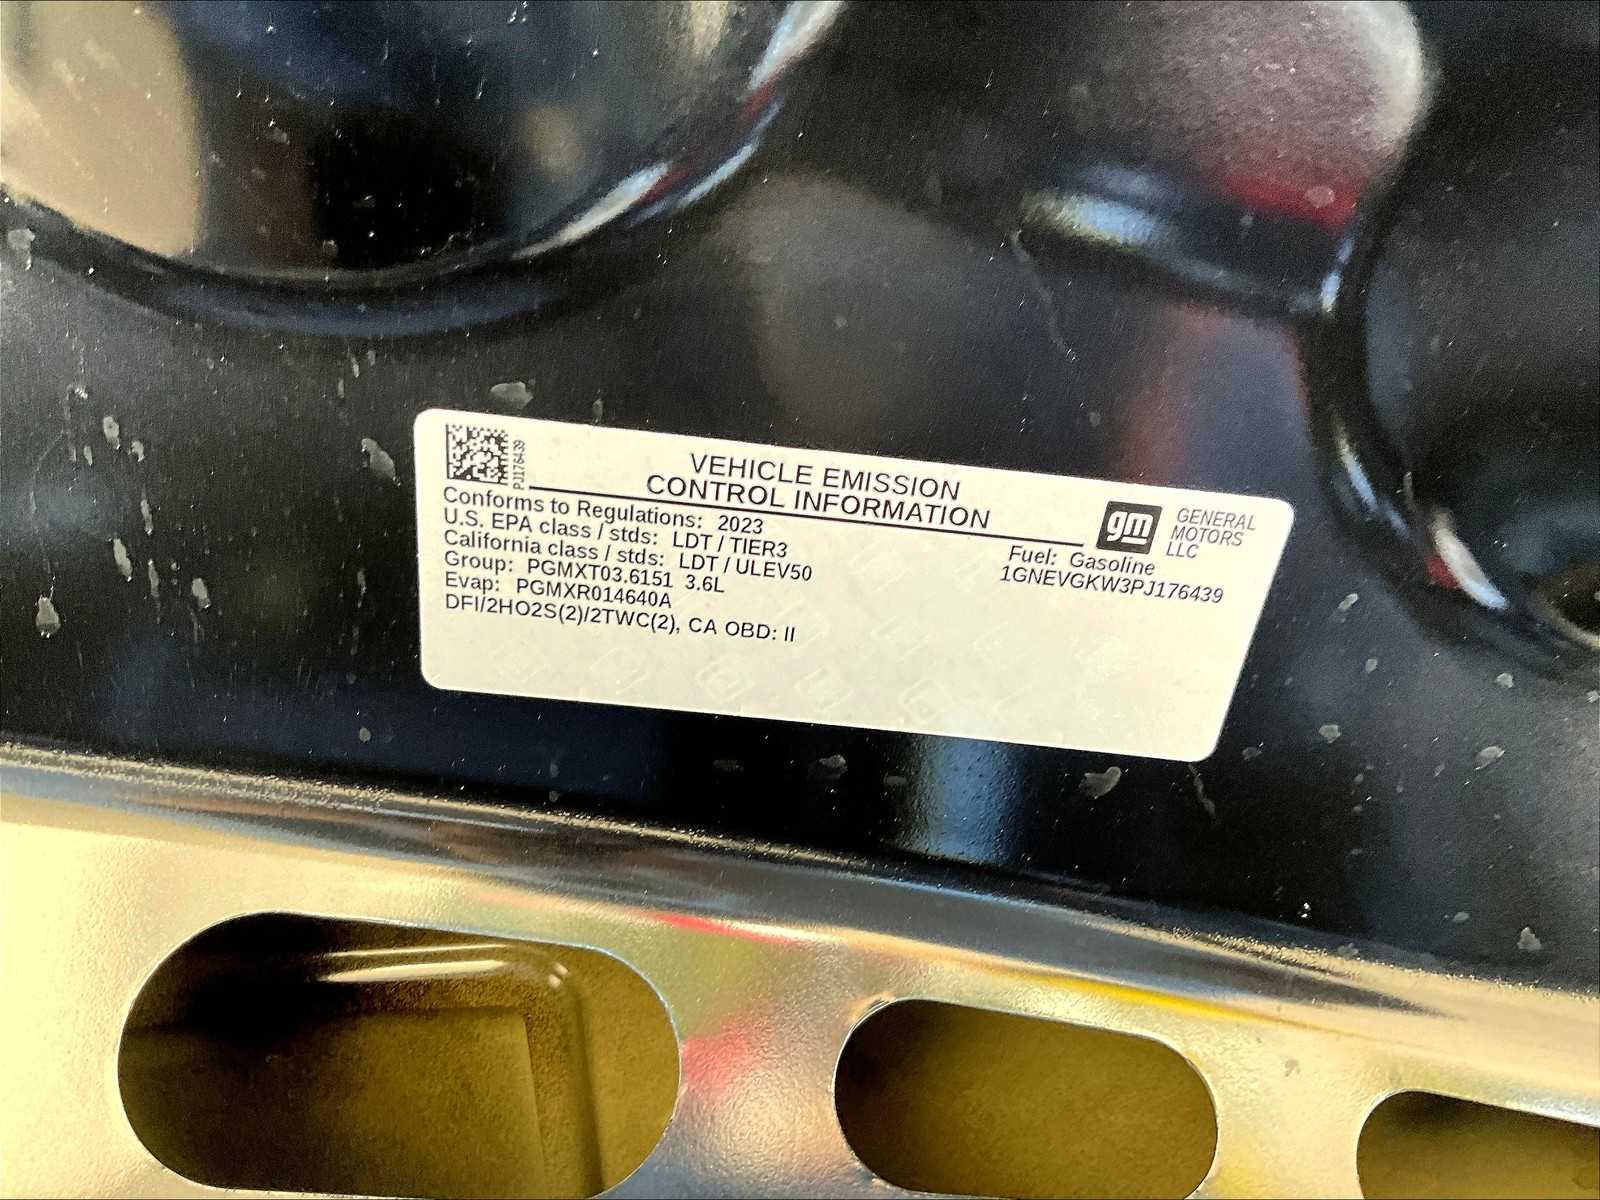 PJ176439
VEHICLE EMISSION
CONTROL INFORMATION
gm
GENERAL
MOTORS
LLC
Conforms to Regulations: 2023
U.S. EPA class / stds: LDT / TIER3
California class / stds: LDT / ULEV50
Group: PGMXT03.6151 3.6L
Evap: PGMXR014640A
DFI/2HO2S(2)/2TWC(2), CA OBD: II
Fuel: Gasoline
1GNEVGKW3PJ176439